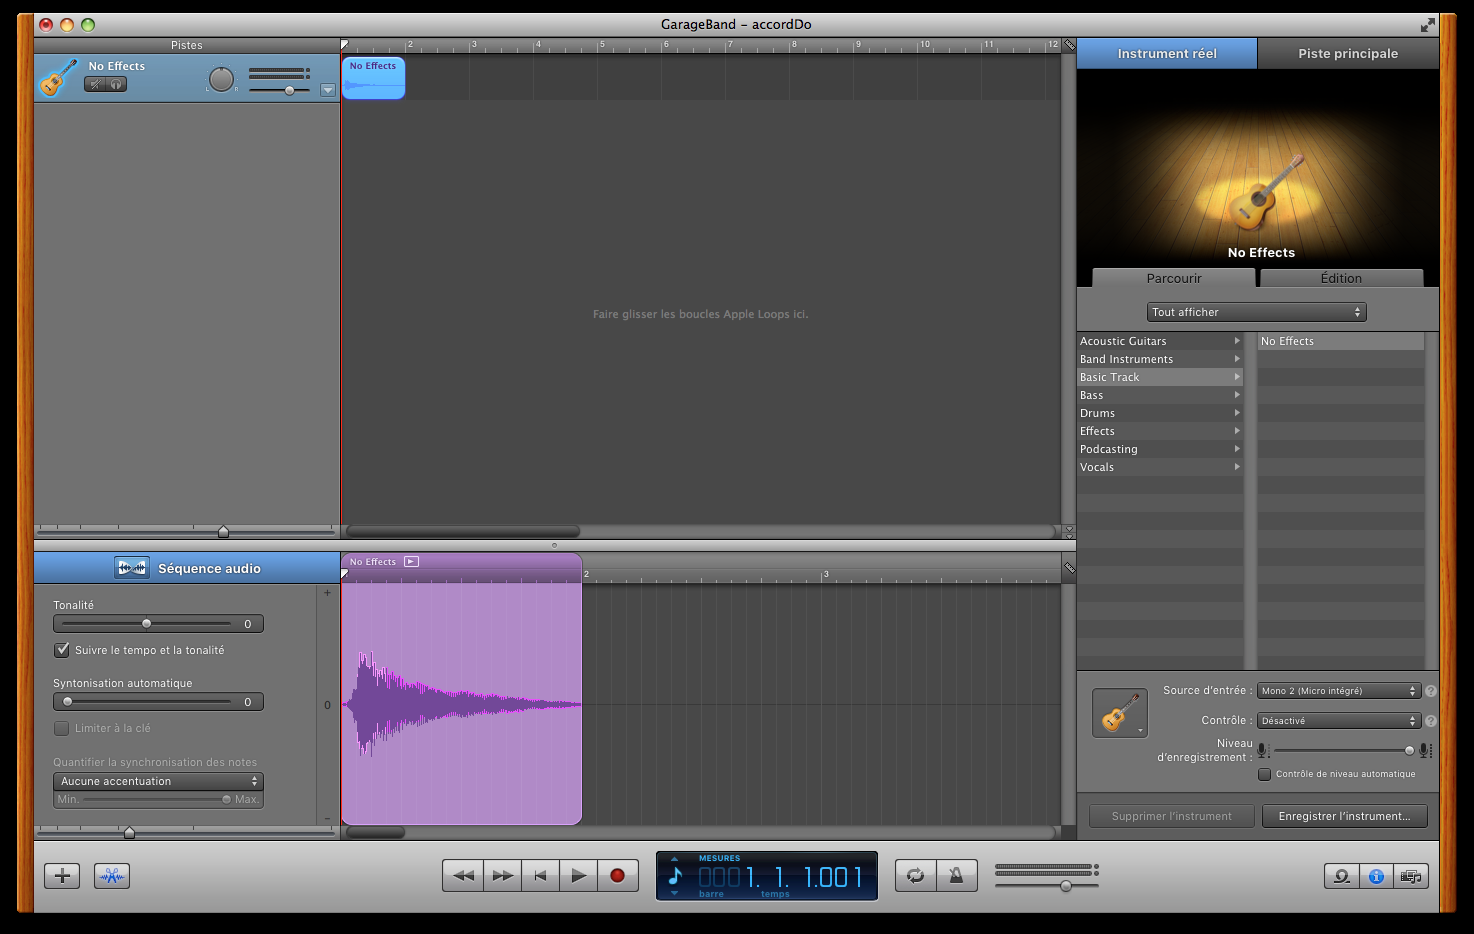 GarageBand – accordDo
Pistes
2 3 4 5 6 7 8 9 10 11 12
No Effects
L R
No Effects
Faire glisser les boucles Apple Loops ici.
Instrument réel
Piste principale
No Effects
Parcourir
Édition
Tout afficher
Acoustic Guitars
Band Instruments
Basic Track
Bass
Drums
Effects
Podcasting
Vocals
No Effects
Source d'entrée : Mono 2 (Micro intégré) ?
Contrôle : Désactivé ?
Niveau
d'enregistrement :
Contrôle de niveau automatique
Supprimer l'instrument
Enregistrer l'instrument...
Séquence audio
Tonalité
0
Suivre le tempo et la tonalité
Syntonisation automatique
0
Limiter à la clé
Quantifier la synchronisation des notes
Aucune accentuation
Min. Max.
+
0
-
No Effects
2 3
MESURES
0001. 1. 1.001
barre temps